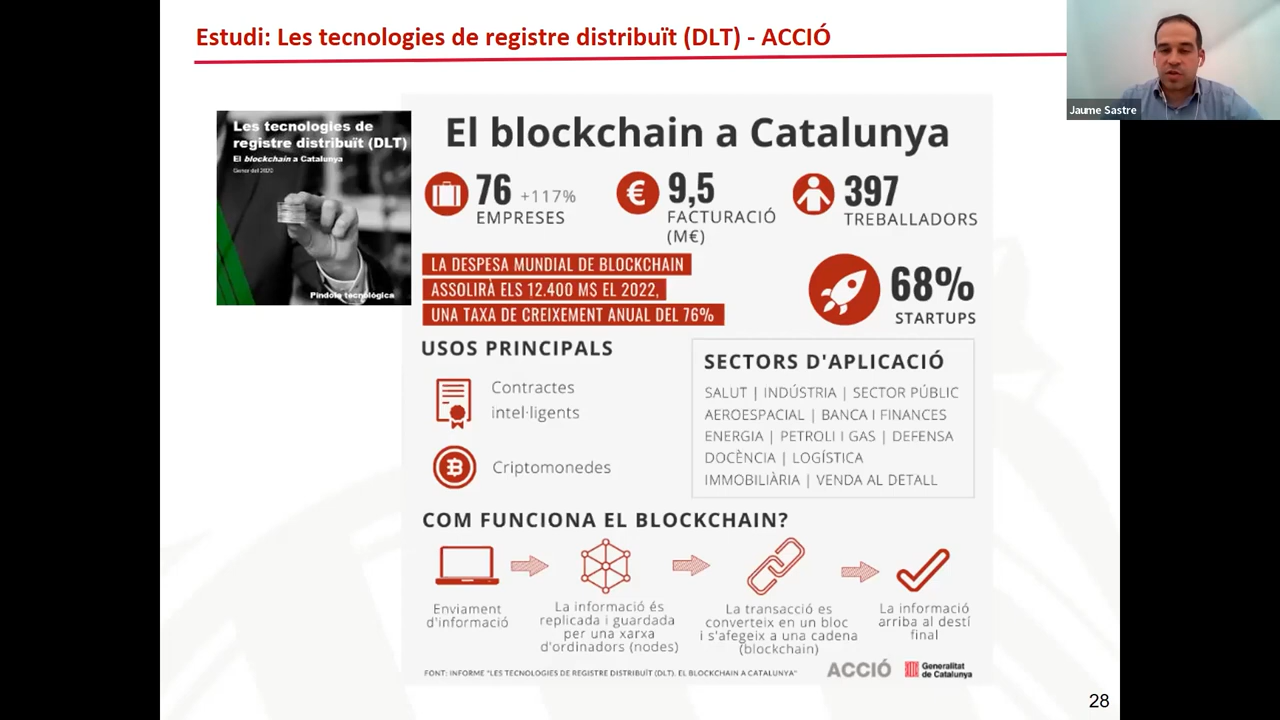 Estudi: Les tecnologies de registre distribuït (DLT) - ACCIÓ
Jaume Sastre
Les tecnologies de
registre distribuït (DLT)
El blockchain a Catalunya
2020
Píndola tecnològica
El blockchain a Catalunya
76 +117%
EMPRESES
9,5
FACTURACIÓ
(M€)
397
TREBALLADORS
LA DESPESA MUNDIAL DE BLOCKCHAIN
ASSOLIRÀ ELS 12.400 M$ EL 2022,
UNA TAXA DE CREIXEMENT ANUAL DEL 76%
68%
STARTUPS
USOS PRINCIPALS
Contractes
intel·ligents
Criptomonedes
SECTORS D'APLICACIÓ
SALUT | INDÚSTRIA | SECTOR PÚBLIC
AEROESPACIAL | BANCA I FINANCES
ENERGIA | PETROLI I GAS | DEFENSA
DOCÈNCIA | LOGÍSTICA
IMMOBILIÀRIA | VENDA AL DETALL
COM FUNCIONA EL BLOCKCHAIN?
Enviament
d'informació
La informació és
replicada i guardada
per una xarxa
d'ordinadors (nodes)
La transacció es
converteix en un bloc
i s'afegeix a una cadena
(blockchain)
La informació
arriba al destí
final
FONT: INFORME "LES TECNOLOGIES DE REGISTRE DISTRIBUÏT (DLT). EL BLOCKCHAIN A CATALUNYA"
ACCIÓ
Generalitat
de Catalunya
28